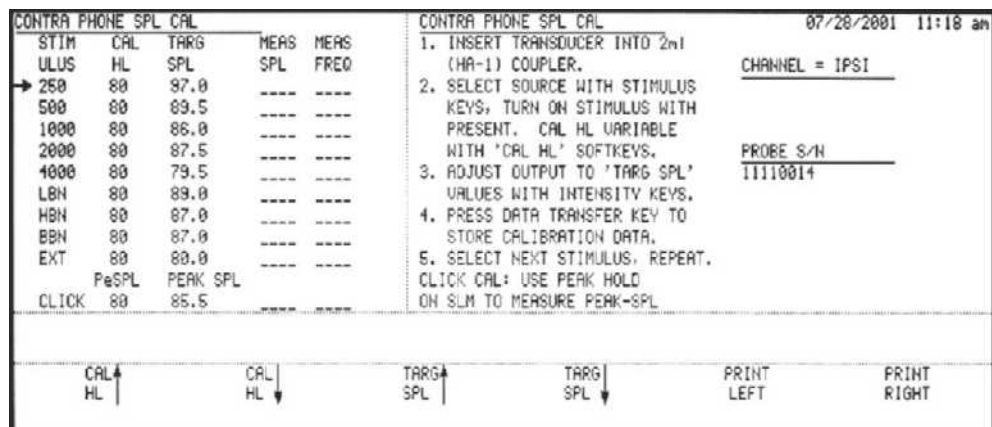 CONTRA PHONE SPL CAL
STIM CAL TARG MEAS MEAS
ULUS HL SPL SPL FREQ
250 80 97.0 ---- ----
500 80 89.5 ---- ----
1000 80 86.0 ---- ----
2000 80 87.5 ---- ----
4000 80 79.5 ---- ----
LBN 80 89.0 ---- ----
HBN 80 87.0 ---- ----
BBN 80 87.0 ---- ----
EXT 80 80.0 ---- ----
PeSPL PEAK SPL
CLICK 80 85.5 ---- ----
CONTRA PHONE SPL CAL
07/28/2001 11:18 am
1. INSERT TRANSDUCER INTO 2ml
(HA-1) COUPLER.
2. SELECT SOURCE WITH STIMULUS
KEYS, TURN ON STIMULUS WITH
PRESENT. CAL HL VARIABLE
WITH 'CAL HL' SOFTKEYS.
3. ADJUST OUTPUT TO 'TARG SPL'
VALUES WITH INTENSITY KEYS.
4. PRESS DATA TRANSFER KEY TO
STORE CALIBRATION DATA.
5. SELECT NEXT STIMULUS, REPEAT.
CLICK CAL: USE PEAK HOLD
ON SLM TO MEASURE PEAK-SPL
CHANNEL = IPSI
PROBE S/N
11110014
CAL
HL
CAL
HL
TARG
SPL
TARG
SPL
PRINT
LEFT
PRINT
RIGHT